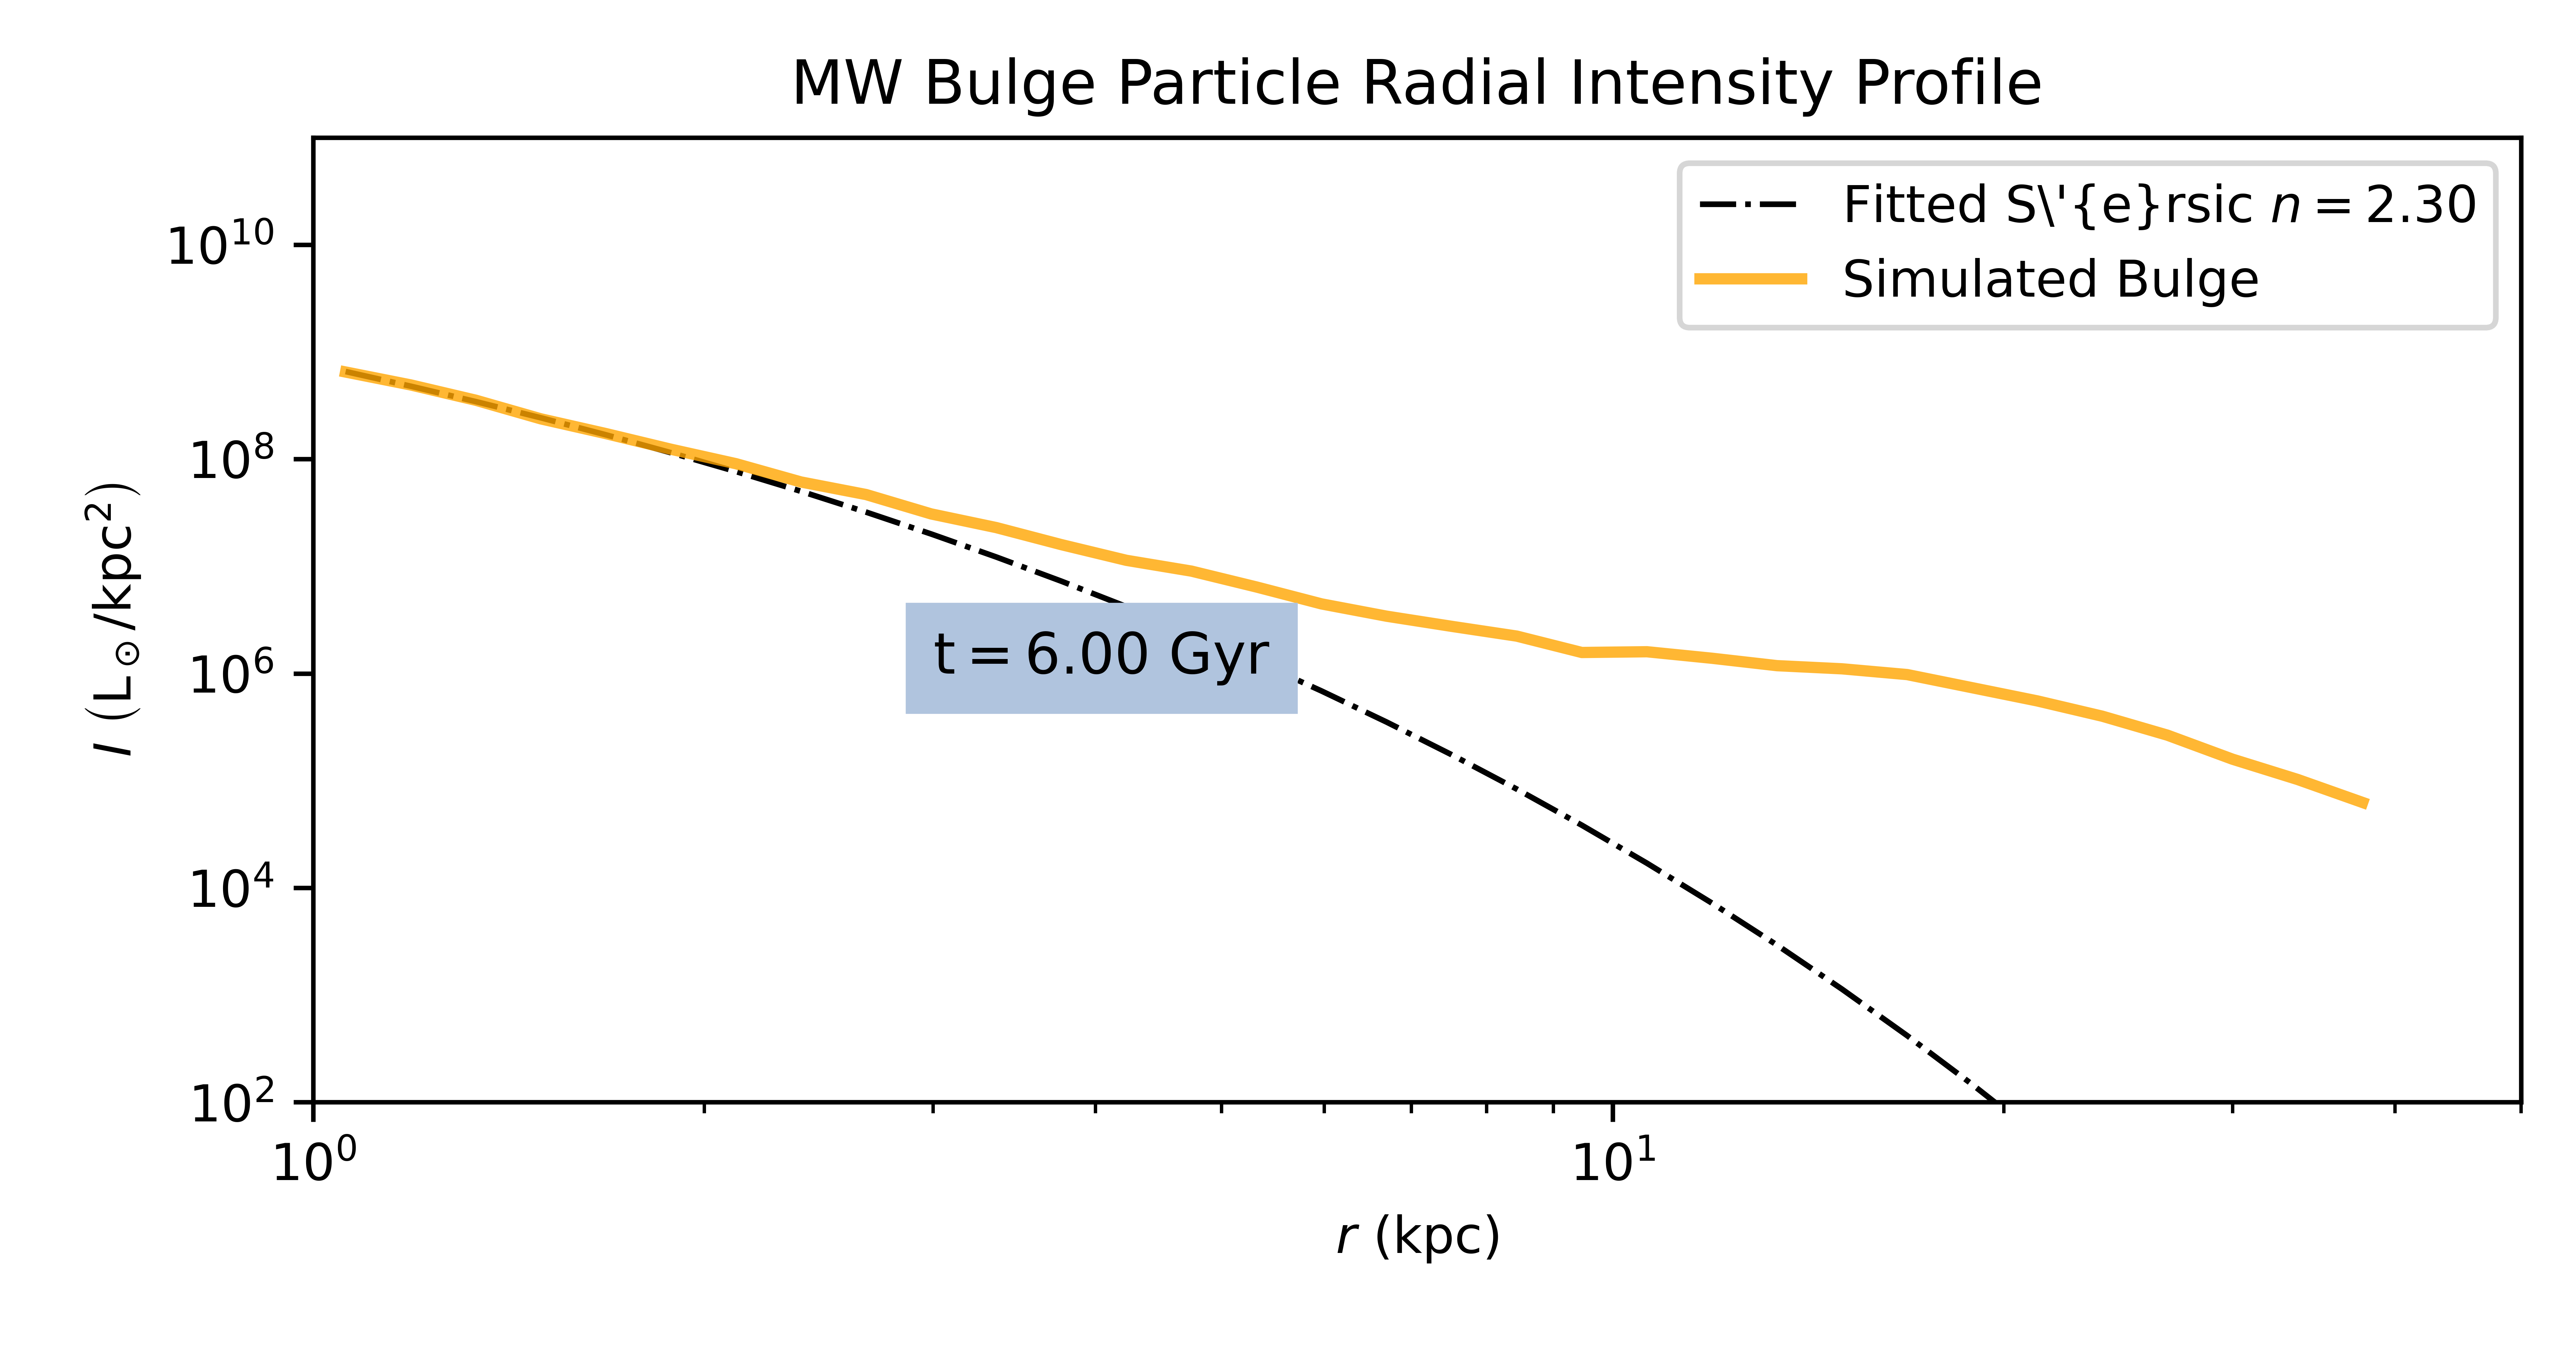 MW Bulge Particle Radial Intensity Profile
Fitted S\'{e}rsic n = 2.30
Simulated Bulge
I (L⊙/kpc²)
10¹⁰
10⁸
10⁶
10⁴
10²
t = 6.00 Gyr
10⁰ 10¹
r (kpc)